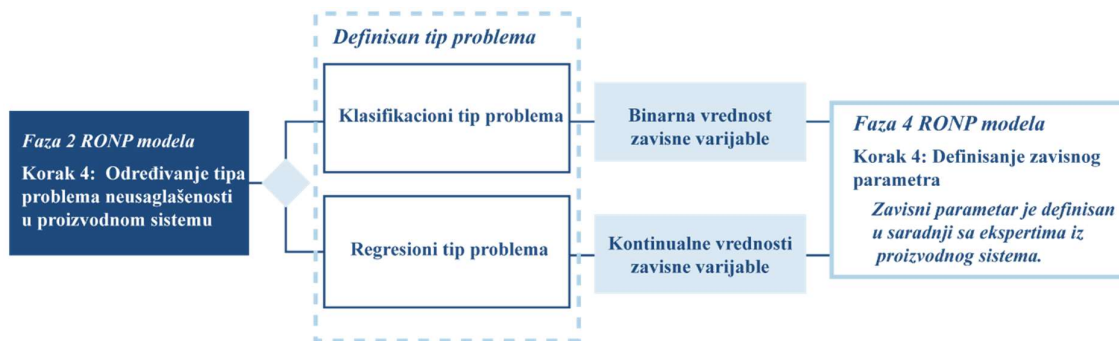 Faza 2 RONP modela
Korak 4: Određivanje tipa
problema neusaglašenosti
u proizvodnom sistemu
Definisan tip problema
Klasifikacioni tip problema
Regresioni tip problema
Binarna vrednost
zavisne varijable
Kontinualne vrednosti
zavisne varijable
Faza 4 RONP modela
Korak 4: Definisanje zavisnog
parametra
Zavisni parametar je definisan
u saradnji sa ekspertima iz
proizvodnog sistema.